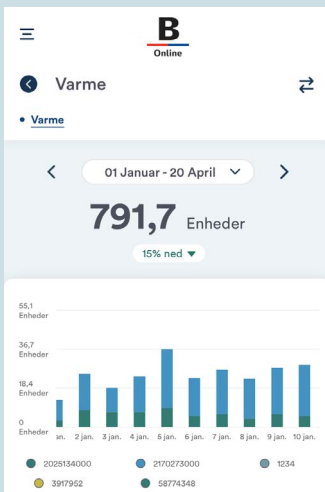 B
Online
Varme
Varme
01 Januar - 20 April
791,7 Enheder
15% ned
55,1
Enheder
36,7
Enheder
18,4
Enheder
0
Enheder
an. 2 jan. 3 jan. 4 jan. 5 jan. 6 jan. 7 jan. 8 jan. 9 jan. 10 jan.
2025134000 2170273000 1234
3917952 58774348